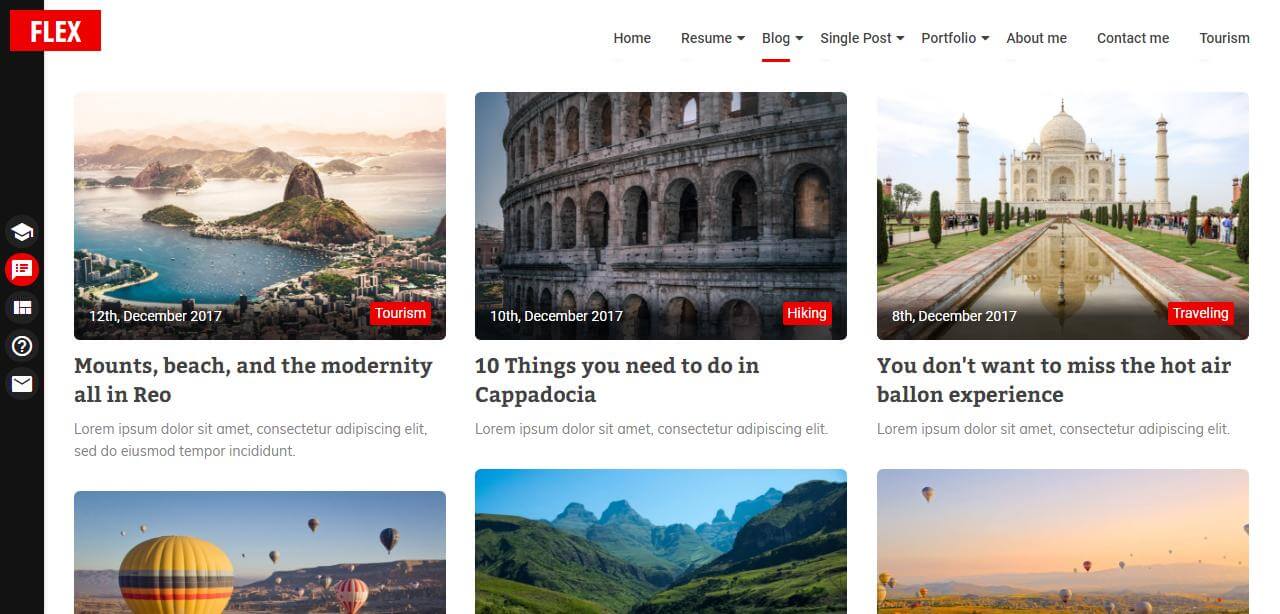 FLEX
Home Resume Blog Single Post Portfolio About me Contact me Tourism
12th, December 2017 Tourism
Mounts, beach, and the modernity
all in Reo
Lorem ipsum dolor sit amet, consectetur adipiscing elit,
sed do eiusmod tempor incididunt.
10th, December 2017 Hiking
10 Things you need to do in
Cappadocia
Lorem ipsum dolor sit amet, consectetur adipiscing elit.
8th, December 2017 Traveling
You don't want to miss the hot air
ballon experience
Lorem ipsum dolor sit amet, consectetur adipiscing elit.